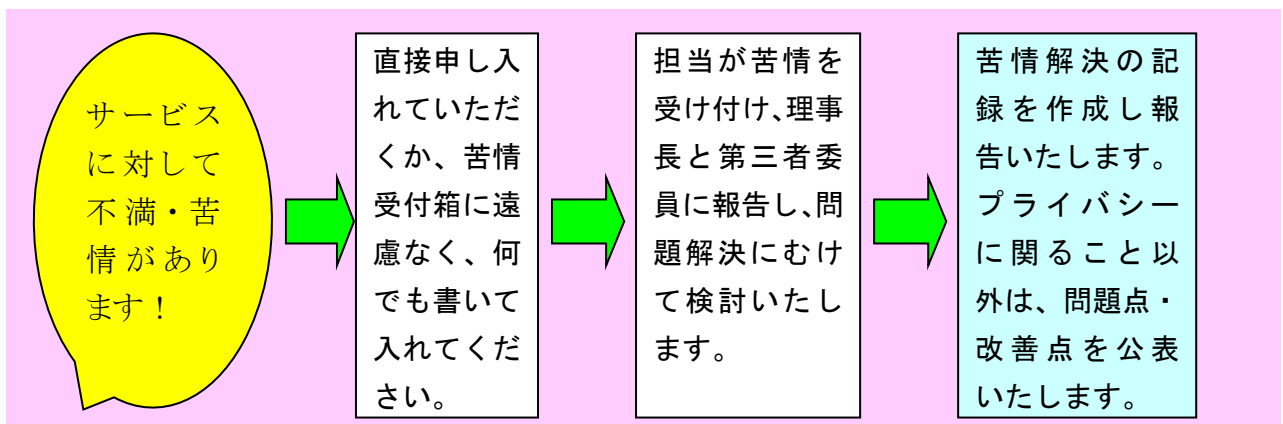 サービス
に対して
不満・苦
情があり
ます！
直接申し入
れていただ
くか、苦情
受付箱に遠
慮なく、何
でも書いて
入れてくだ
さい。
担当が苦情を
受け付け、理事
長と第三者委
員に報告し、問
題解決にむけ
て検討いたし
ます。
苦情解決の記
録を作成し報
告いたします。
プライバシー
に関ること以
外は、問題点・
改善点を公表
いたします。